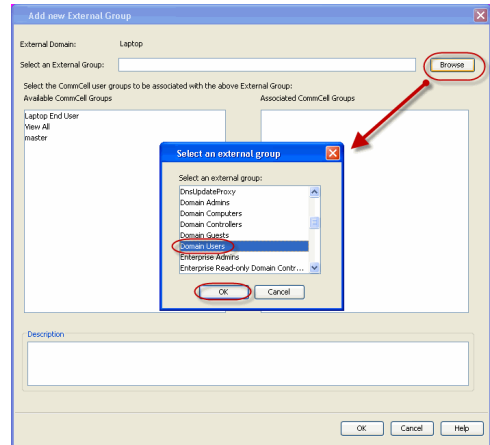 Add new External Group
External Domain: Laptop
Select an External Group: Browse
Select the CommCell user groups to be associated with the above External Group:
Available CommCell Groups Associated CommCell Groups
Laptop End User
View All
master
Select an external group
Select an external group:
DnsUpdateProxy
Domain Admins
Domain Computers
Domain Controllers
Domain Guests
Domain Users
Enterprise Admins
Enterprise Read-only Domain Contr...
OK Cancel
Description
OK Cancel Help